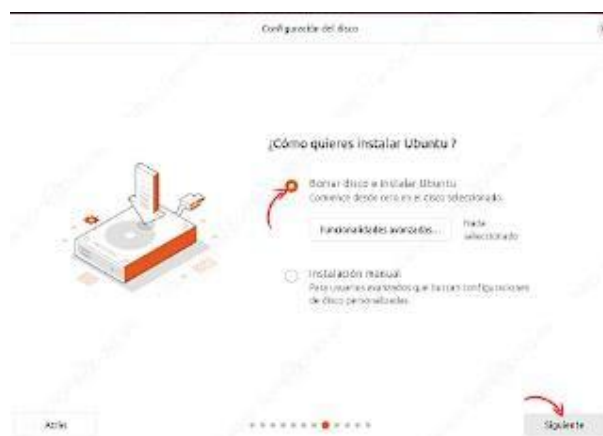 Configuración del disco
¿Cómo quieres instalar Ubuntu ?
Borrar disco e instalar Ubuntu
Comience desde cero en el disco seleccionado.
Funcionalidades avanzadas...
Nada
seleccionado
Instalación manual
Para usuarios avanzados que buscan configuraciones
de disco personalizadas.
Atrás
Siguiente